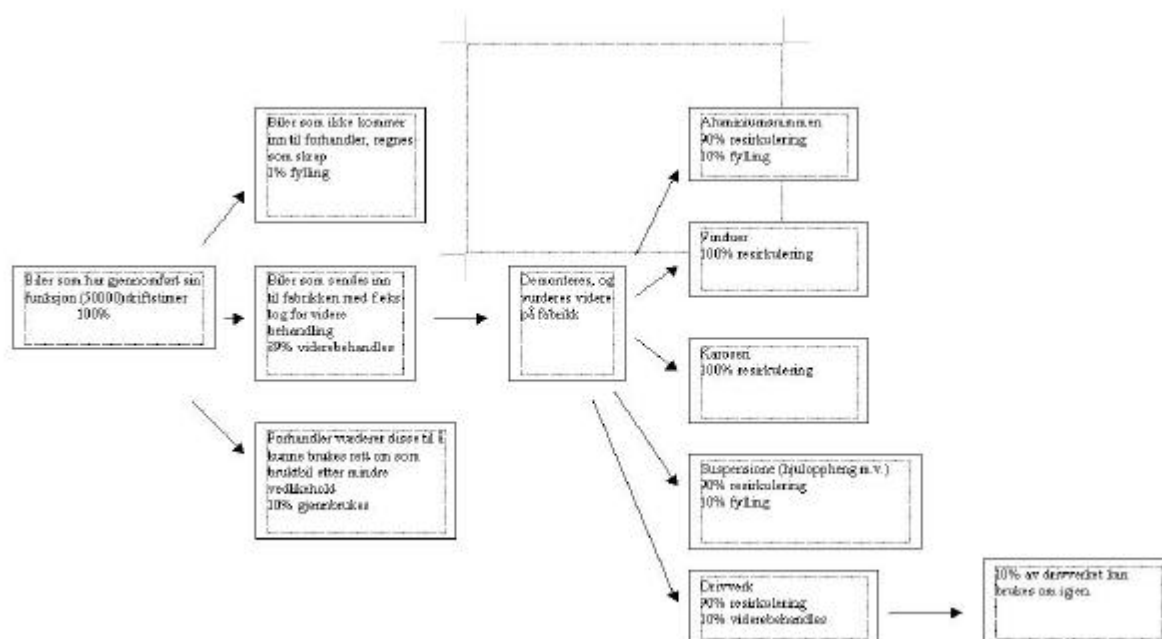 Biler som har gjennomført sin
funksjon (50000)skiftstimer
100%
Biler som ikke kommer
inn til forhandler, regnes
som skrap
1% fylling
Biler som sendes inn
til fabrikken med f.eks
tog for videre
behandling
89% viderebehandles
Forhandler vurderer disse til å
kunne brukes rett om som
bruktbil etter mindre
vedlikehold
10% gjennbrukes
Demonteres, og
vurderes videre
på fabrikk
Aluminiumsrammen
90% resirkulering
10% fylling
Vinduer
100% resirkulering
Karosen
100% resirkulering
Suspensione (hjuloppheng m.v.)
90% resirkulering
10% fylling
Drivverk
90% resirkulering
10% viderebehandles
10% av drivverket kan
brukes om igjen.